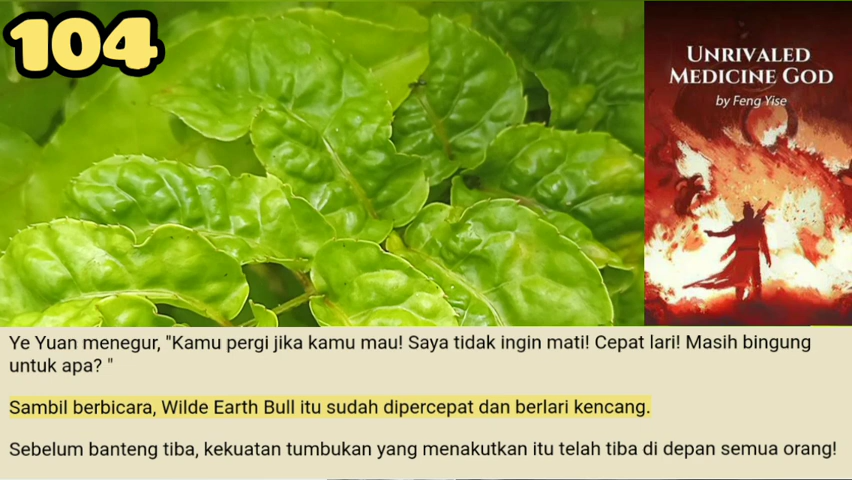 104
UNRIVALED
MEDICINE GOD
by Feng Yise
Ye Yuan menegur, "Kamu pergi jika kamu mau! Saya tidak ingin mati! Cepat lari! Masih bingung
untuk apa? "
Sambil berbicara, Wilde Earth Bull itu sudah dipercepat dan berlari kencang.
Sebelum banteng tiba, kekuatan tumbukan yang menakutkan itu telah tiba di depan semua orang!